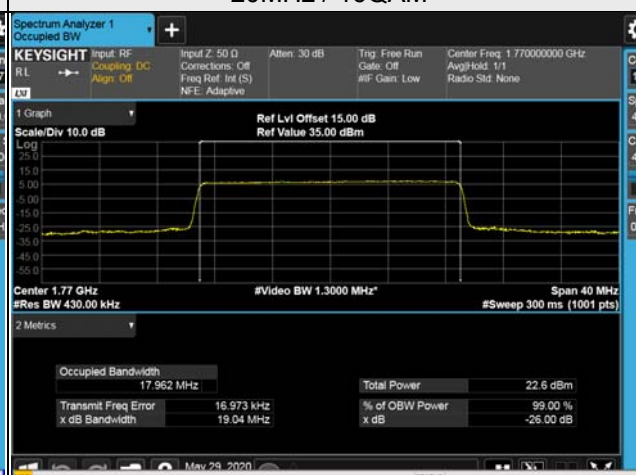 Spectrum Analyzer 1
Occupied BW
KEYSIGHT
Input: RF
Coupling: DC
Align: Off
Input Z: 50 Ω
Corrections: Off
Freq Ref: Int (S)
NFE: Adaptive
Atten: 30 dB
Trig: Free Run
Gate: Off
#IF Gain: Low
Center Freq: 1.770000000 GHz
Avg|Hold: 1/1
Radio Std: None
R L
LXI
1 Graph
Scale/Div 10.0 dB
Ref Lvl Offset 15.00 dB
Ref Value 35.00 dBm
Log
25.0
15.0
5.00
-5.00
-15.0
-25.0
-35.0
-45.0
-55.0
Center 1.77 GHz
#Video BW 1.3000 MHz*
Span 40 MHz
#Res BW 430.00 kHz
#Sweep 300 ms (1001 pts)
2 Metrics
Occupied Bandwidth
17.962 MHz
Total Power 22.6 dBm
Transmit Freq Error 16.973 kHz
% of OBW Power 99.00 %
x dB Bandwidth 19.04 MHz
x dB -26.00 dB
May 29, 2020